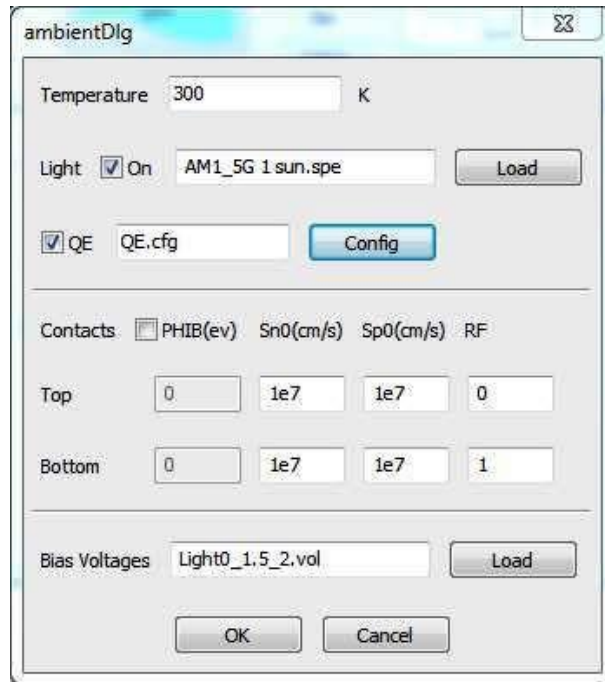 ambientDlg
Temperature 300 K
Light On AM1_5G 1 sun.spe Load
QE QE.cfg Config
Contacts PHIB(ev) Sn0(cm/s) Sp0(cm/s) RF
Top 0 1e7 1e7 0
Bottom 0 1e7 1e7 1
Bias Voltages Light0_1.5_2.vol Load
OK Cancel